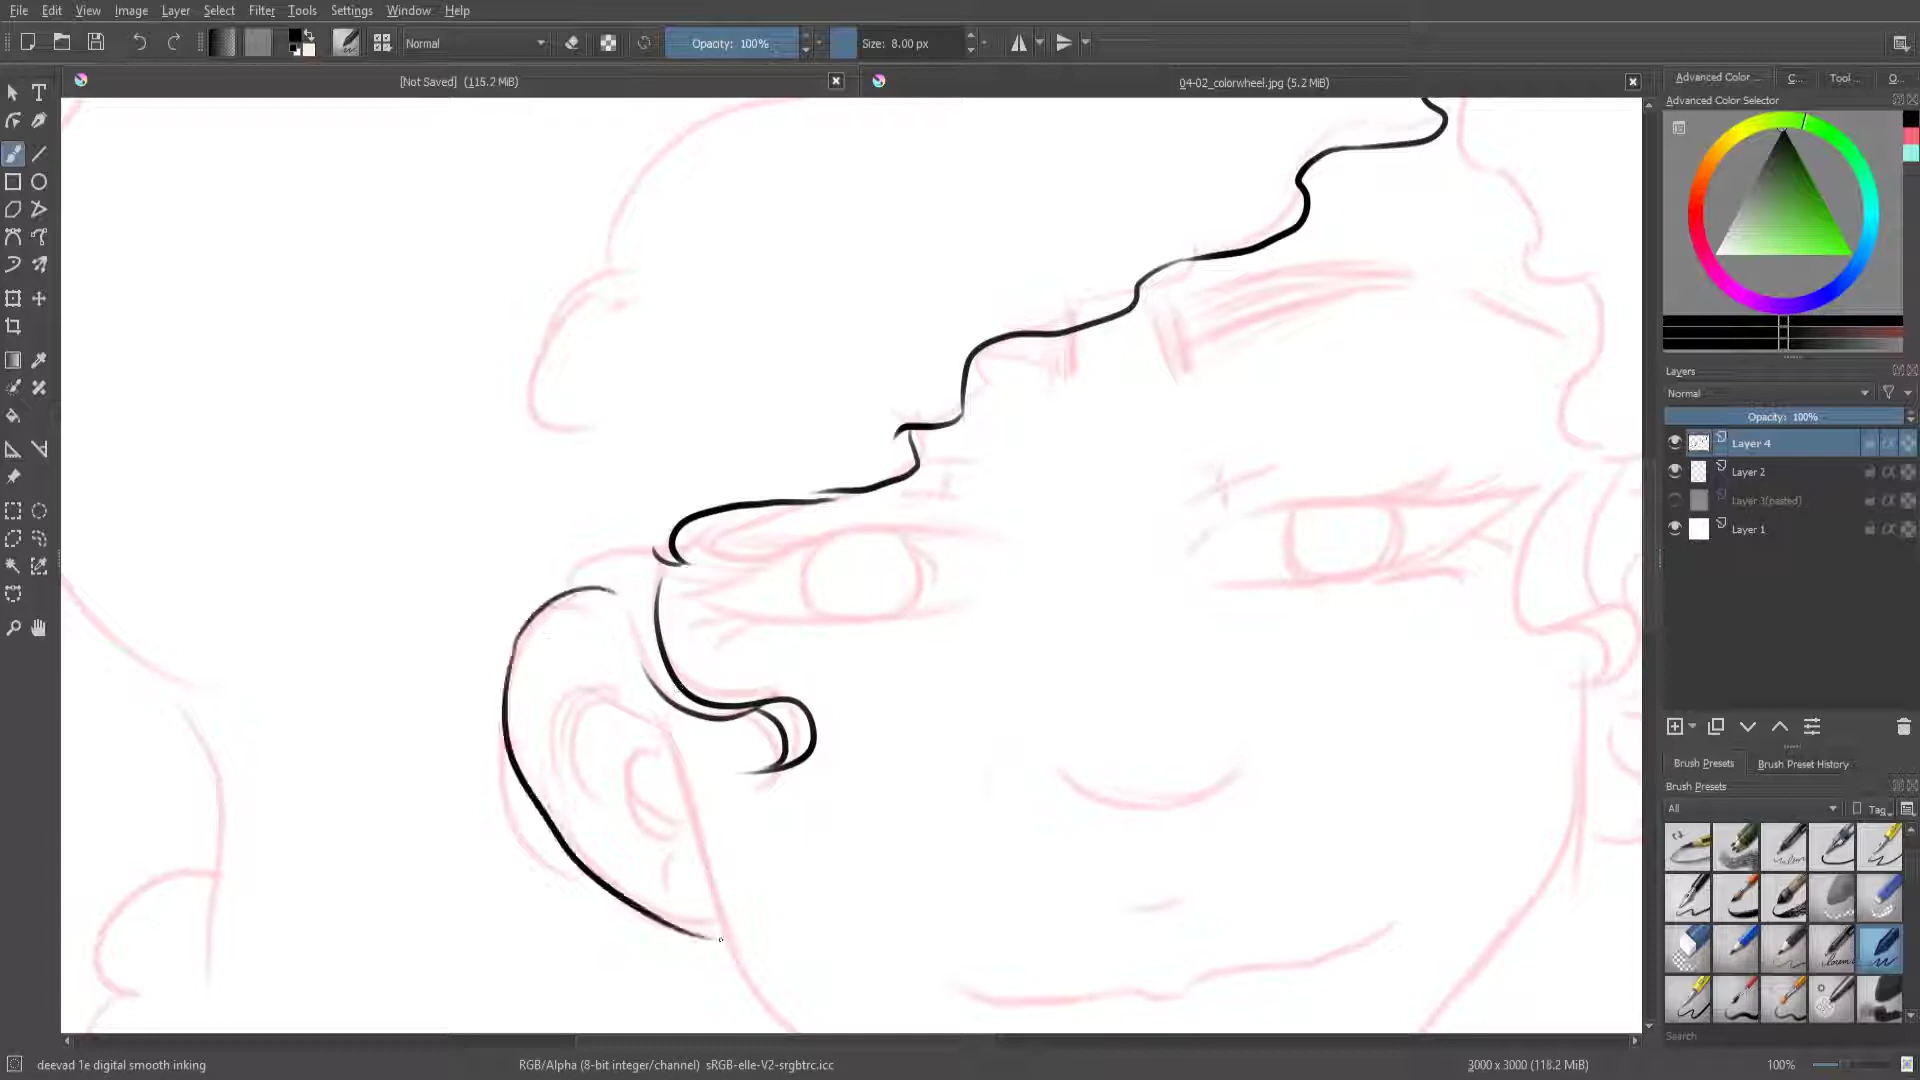 File Edit View Image Layer Select Filter Tools Settings Window Help
Normal Opacity: 100% Size: 8.00 px
[Not Saved] (115.2 MiB) 04-02_colorwheel.jpg (5.2 MiB)
Advanced Color ... C... Tool ... O...
Advanced Color Selector
Layers
Normal
Opacity: 100%
Layer 4
Layer 2
Layer 3(pasted)
Layer 1
Brush Presets Brush Preset History
Brush Presets
All Tag
Search
deevad 1e digital smooth inking RGB/Alpha (8-bit integer/channel) sRGB-elle-V2-srgbtrc.icc 3000 x 3000 (118.2 MiB) 100%